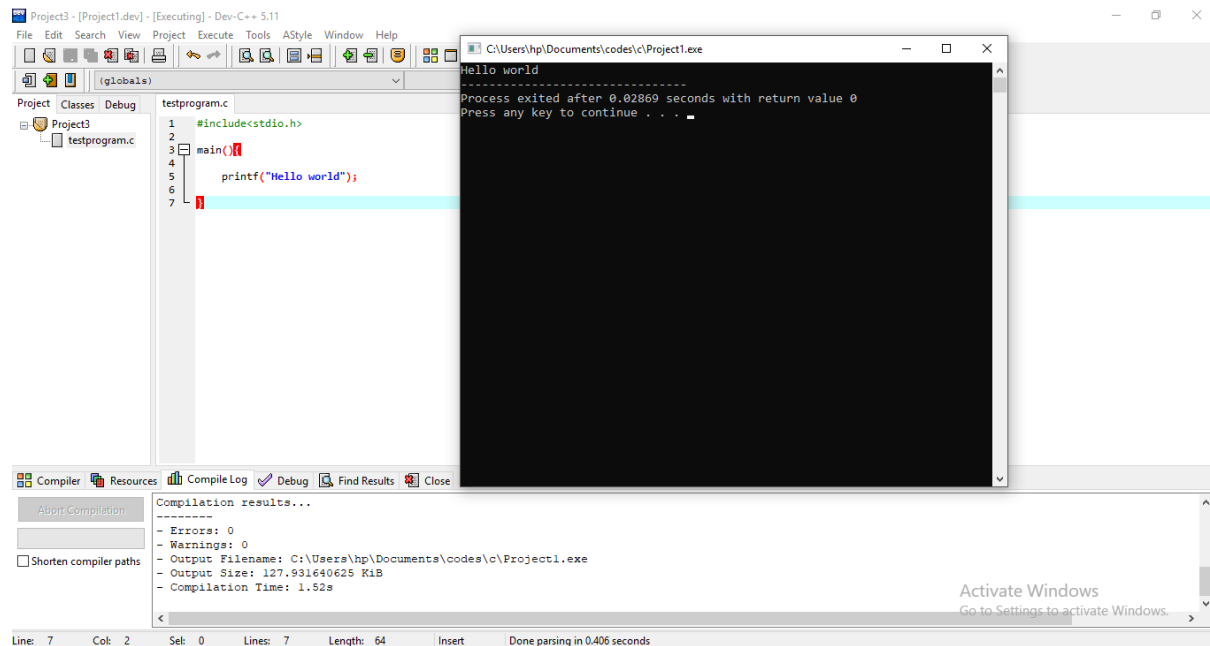 Project3 - [Project1.dev] - [Executing] - Dev-C++ 5.11
File Edit Search View Project Execute Tools AStyle Window Help
(globals)
Project Classes Debug
Project3
testprogram.c
testprogram.c
1 #include<stdio.h>
2
3 main(){
4
5 printf("Hello world");
6
7 }
C:\Users\hp\Documents\codes\c\Project1.exe
Hello world
--------------------------------
Process exited after 0.02869 seconds with return value 0
Press any key to continue . . .
Compiler Resources Compile Log Debug Find Results Close
Abort Compilation
Shorten compiler paths
Compilation results...
--------
- Errors: 0
- Warnings: 0
- Output Filename: C:\Users\hp\Documents\codes\c\Project1.exe
- Output Size: 127.931640625 KiB
- Compilation Time: 1.52s
Activate Windows
Go to Settings to activate Windows.
Line: 7 Col: 2 Sel: 0 Lines: 7 Length: 64 Insert Done parsing in 0.406 seconds